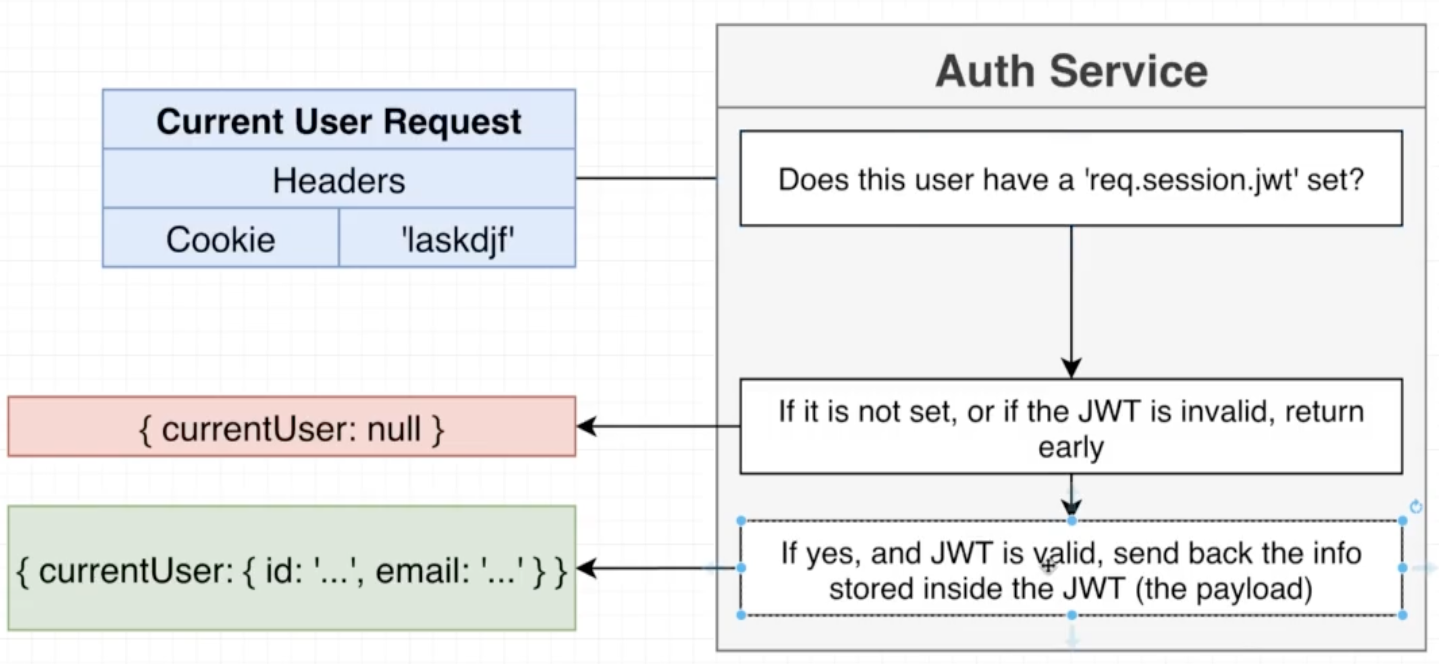 Auth Service
Current User Request
Headers
Cookie
'laskdjf'
Does this user have a 'req.session.jwt' set?
If it is not set, or if the JWT is invalid, return
early
{ currentUser: null }
If yes, and JWT is valid, send back the info
stored inside the JWT (the payload)
{ currentUser: { id: '...', email: '...' } }